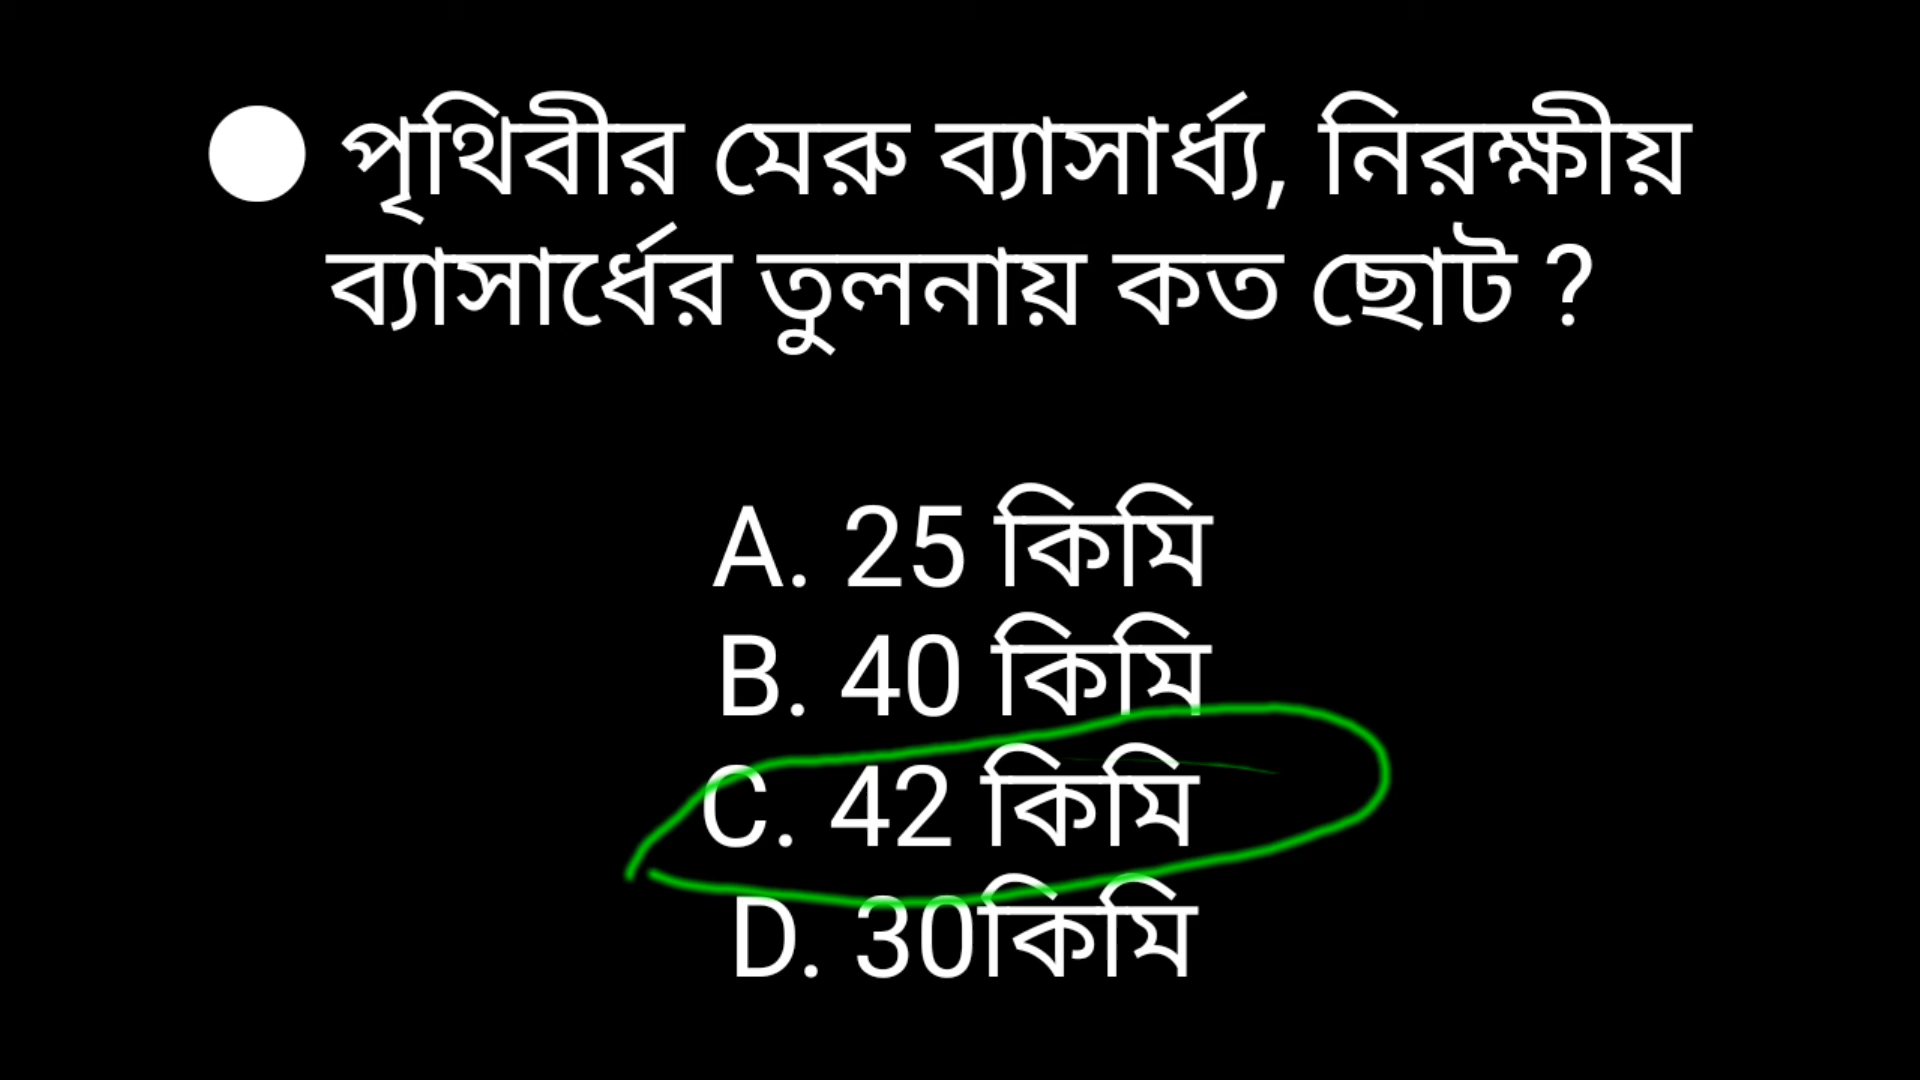 ● পৃথিবীর মেরু ব্যাসার্ধ্য, নিরক্ষীয়
ব্যাসার্ধের তুলনায় কত ছোট ?
A. 25 কিমি
B. 40 কিমি
C. 42 কিমি
D. 30কিমি